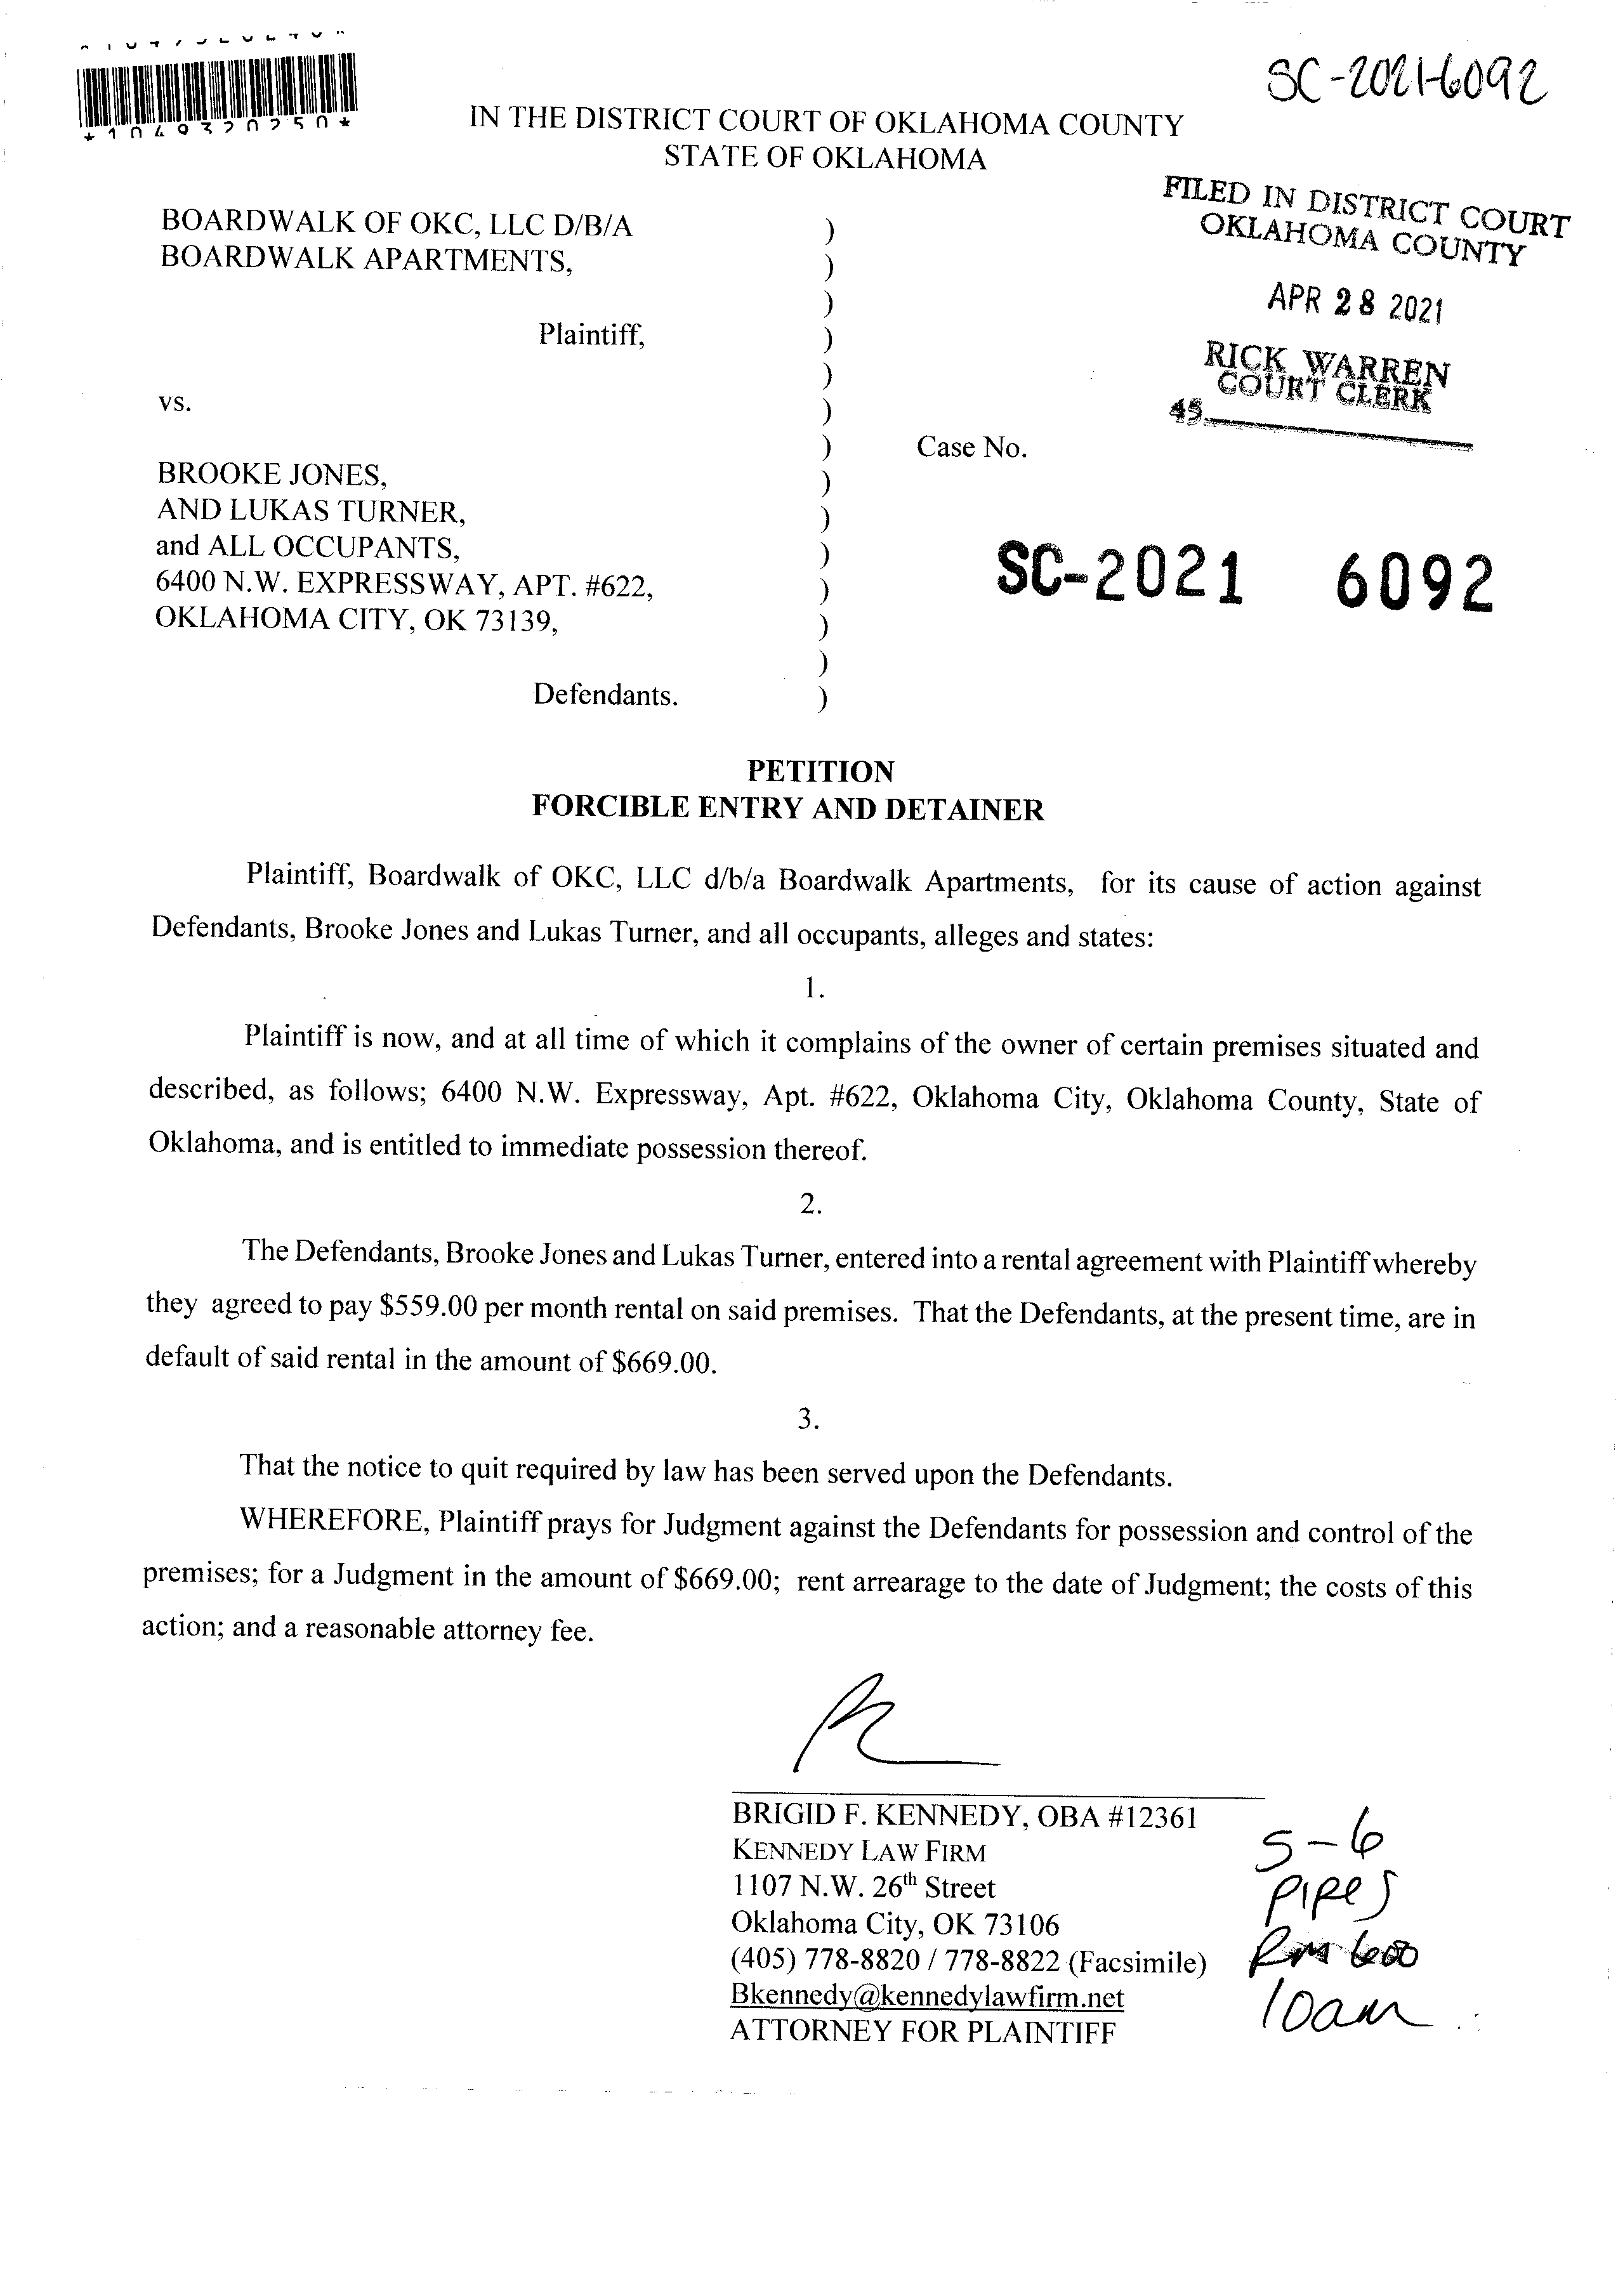 SC-2021-6092
IN THE DISTRICT COURT OF OKLAHOMA COUNTY
STATE OF OKLAHOMA
FILED IN DISTRICT COURT
OKLAHOMA COUNTY
APR 28 2021
RICK WARREN
COURT CLERK
45
BOARDWALK OF OKC, LLC D/B/A )
BOARDWALK APARTMENTS, )
)
Plaintiff, )
)
vs. )
) Case No.
BROOKE JONES, )
AND LUKAS TURNER, )
and ALL OCCUPANTS, )
6400 N.W. EXPRESSWAY, APT. #622, )
OKLAHOMA CITY, OK 73139, )
)
Defendants. )
SC-2021 6092
PETITION
FORCIBLE ENTRY AND DETAINER
Plaintiff, Boardwalk of OKC, LLC d/b/a Boardwalk Apartments, for its cause of action against
Defendants, Brooke Jones and Lukas Turner, and all occupants, alleges and states:
1.
Plaintiff is now, and at all time of which it complains of the owner of certain premises situated and
described, as follows; 6400 N.W. Expressway, Apt. #622, Oklahoma City, Oklahoma County, State of
Oklahoma, and is entitled to immediate possession thereof.
2.
The Defendants, Brooke Jones and Lukas Turner, entered into a rental agreement with Plaintiff whereby
they agreed to pay $559.00 per month rental on said premises. That the Defendants, at the present time, are in
default of said rental in the amount of $669.00.
3.
That the notice to quit required by law has been served upon the Defendants.
WHEREFORE, Plaintiff prays for Judgment against the Defendants for possession and control of the
premises; for a Judgment in the amount of $669.00; rent arrearage to the date of Judgment; the costs of this
action; and a reasonable attorney fee.
BRIGID F. KENNEDY, OBA #12361
KENNEDY LAW FIRM
1107 N.W. 26th Street
Oklahoma City, OK 73106
(405) 778-8820 / 778-8822 (Facsimile)
Bkennedy@kennedylawfirm.net
ATTORNEY FOR PLAINTIFF
5-6
Pipes
Rm 600
10am